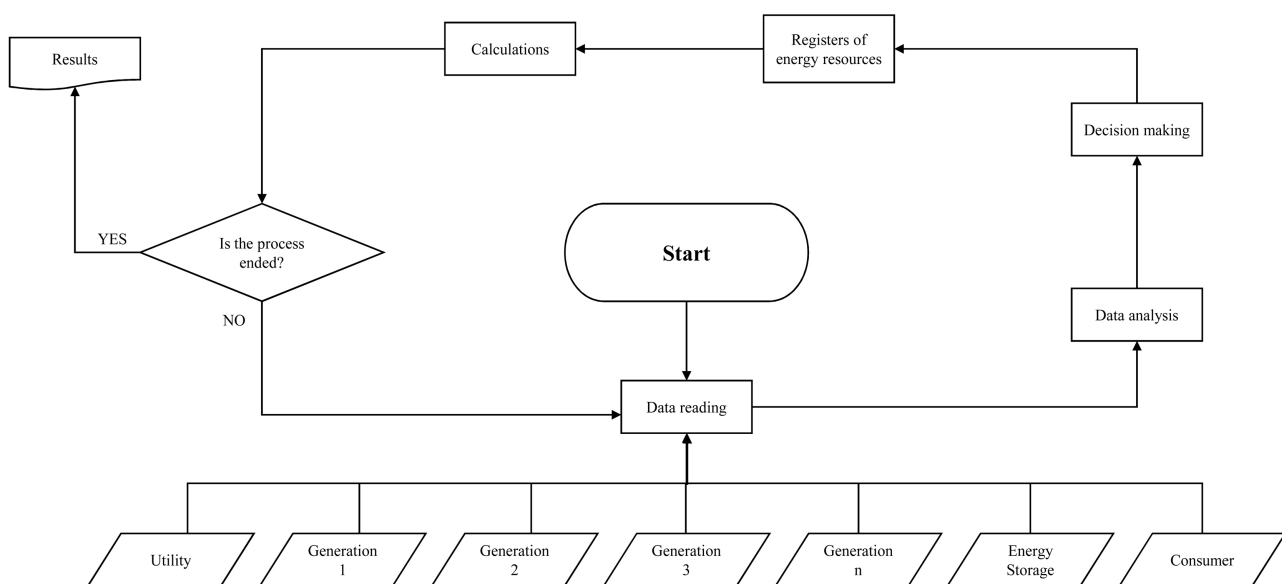 Results
Calculations
Registers of
energy resources
Decision making
YES
Is the process
ended?
Start
Data analysis
NO
Data reading
Utility
Generation
1
Generation
2
Generation
3
Generation
n
Energy
Storage
Consumer